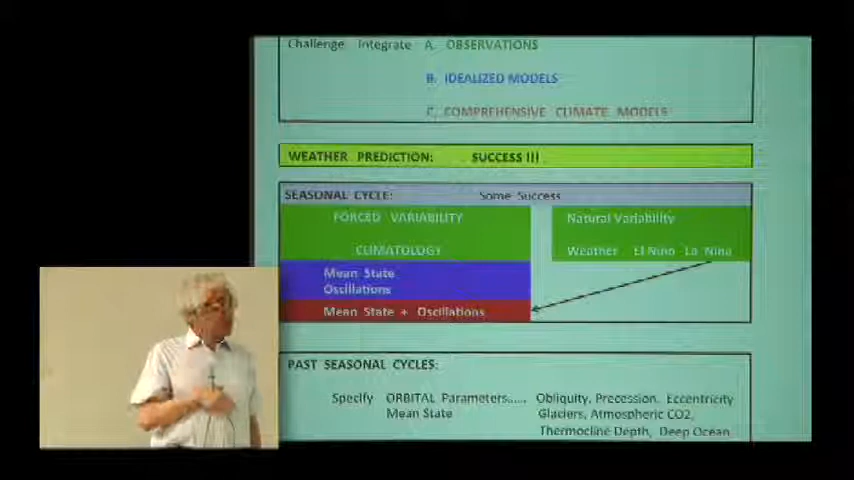 Challenge: Integrate A. OBSERVATIONS
B. IDEALIZED MODELS
C. COMPREHENSIVE CLIMATE MODELS
WEATHER PREDICTION: SUCCESS !!!
SEASONAL CYCLE: Some Success
FORCED VARIABILITY
CLIMATOLOGY
Natural Variability
Weather El Nino La Nina
Mean State
Oscillations
Mean State + Oscillations
PAST SEASONAL CYCLES:
Specify ORBITAL Parameters..... Obliquity, Precession, Eccentricity
Mean State Glaciers, Atmospheric CO2,
Thermocline Depth, Deep Ocean